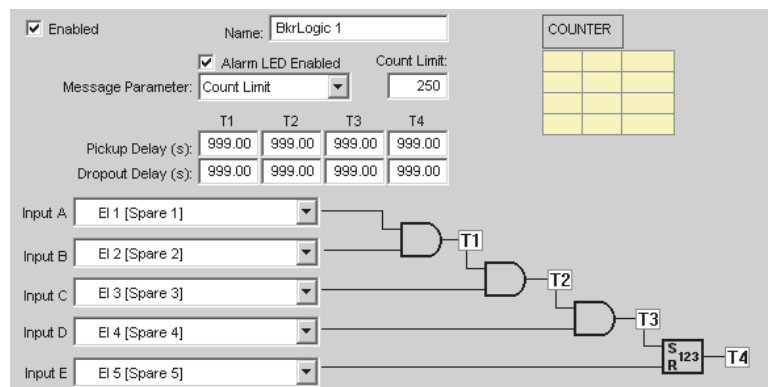 Enabled
Name: BkrLogic 1
COUNTER
Alarm LED Enabled
Count Limit:
Message Parameter: Count Limit
250
T1 T2 T3 T4
Pickup Delay (s): 999.00 999.00 999.00 999.00
Dropout Delay (s): 999.00 999.00 999.00 999.00
Input A EI 1 [Spare 1]
T1
Input B EI 2 [Spare 2]
T2
Input C EI 3 [Spare 3]
T3
Input D EI 4 [Spare 4]
S
R 123 T4
Input E EI 5 [Spare 5]